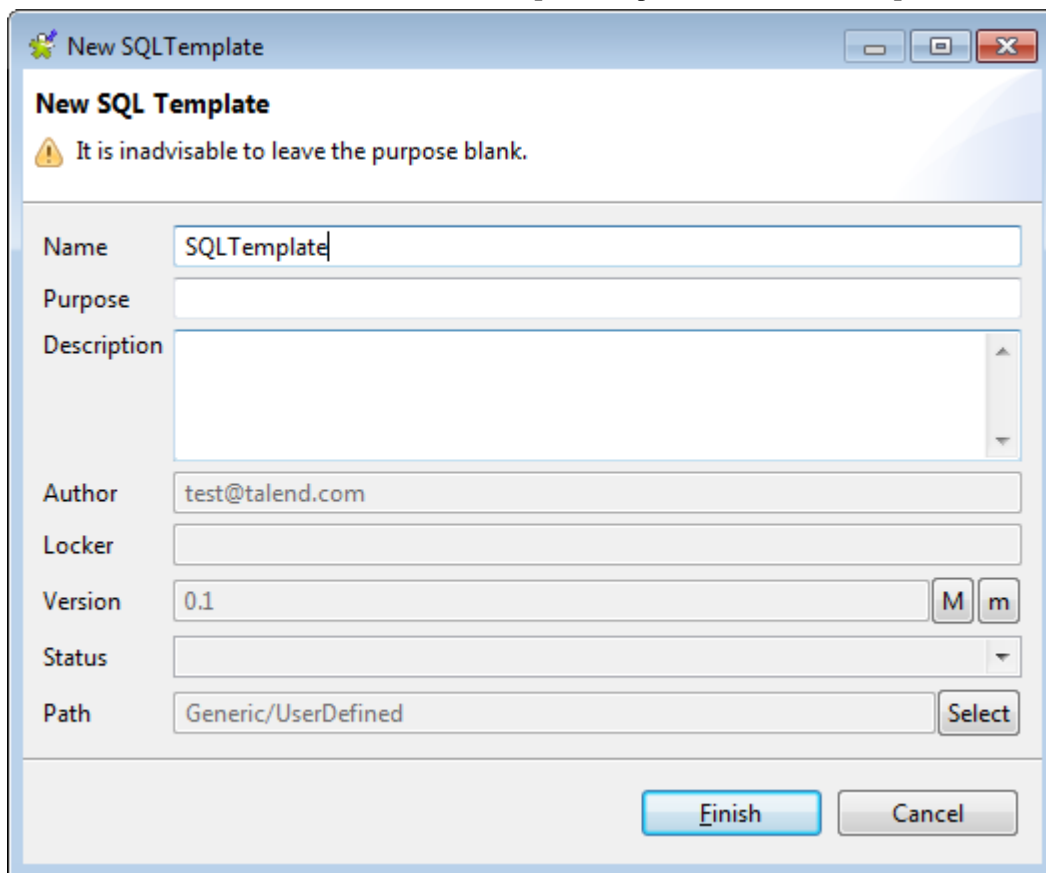 New SQLTemplate
New SQL Template
It is inadvisable to leave the purpose blank.
Name SQLTemplate
Purpose
Description
Author test@talend.com
Locker
Version 0.1 M m
Status
Path Generic/UserDefined Select
Finish Cancel